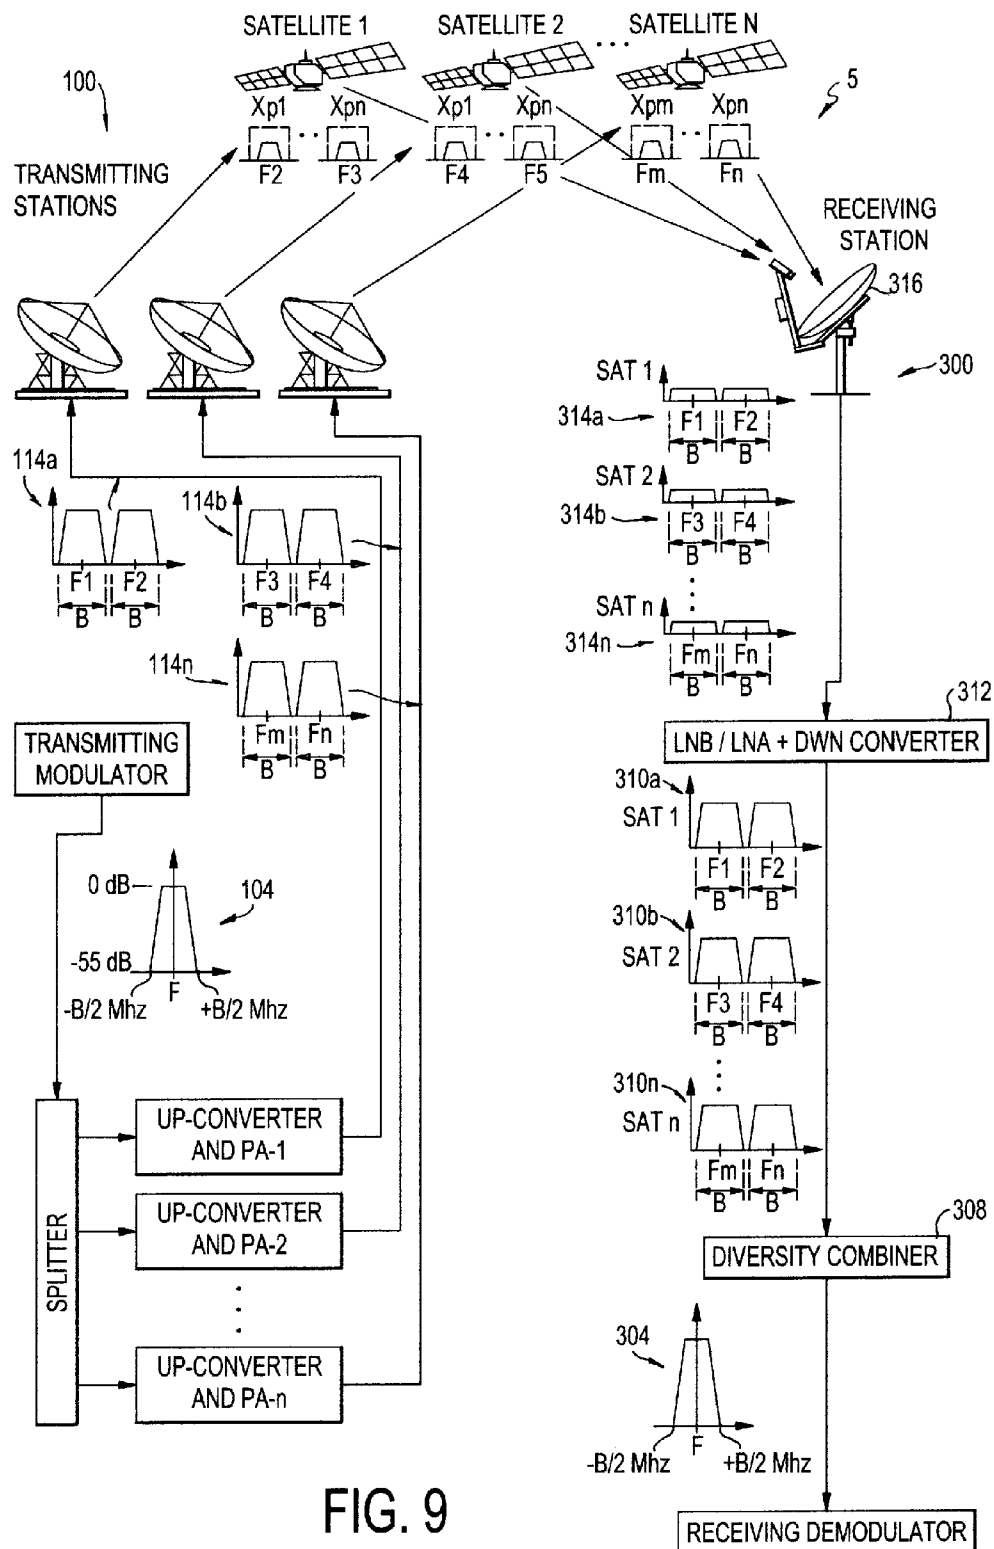 SATELLITE 1
SATELLITE 2
SATELLITE N
100
5
Xp1
Xpn
Xp1
Xpn
Xpm
Xpn
F2
F3
F4
F5
Fm
Fn
TRANSMITTING
STATIONS
RECEIVING
STATION
316
300
SAT 1
314a
F1
F2
B
B
SAT 2
314b
F3
F4
B
B
SAT n
314n
Fm
Fn
B
B
114a
F1
F2
B
B
114b
F3
F4
B
B
114n
Fm
Fn
B
B
TRANSMITTING
MODULATOR
312
LNB / LNA + DWN CONVERTER
0 dB
104
-55 dB
F
-B/2 Mhz
+B/2 Mhz
310a
SAT 1
F1
F2
B
B
310b
SAT 2
F3
F4
B
B
310n
SAT n
Fm
Fn
B
B
SPLITTER
UP-CONVERTER
AND PA-1
UP-CONVERTER
AND PA-2
UP-CONVERTER
AND PA-n
308
DIVERSITY COMBINER
304
F
-B/2 Mhz
+B/2 Mhz
RECEIVING DEMODULATOR
FIG. 9